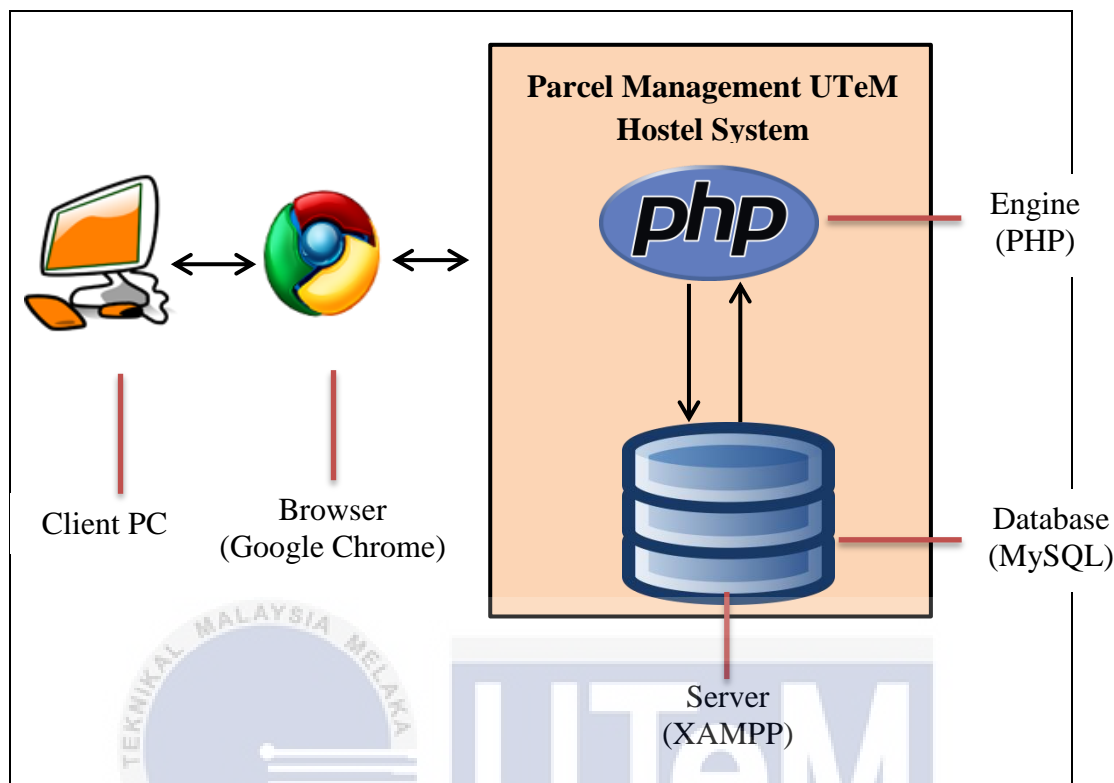 Parcel Management UTeM
Hostel System
php
Engine
(PHP)
Client PC
Browser
(Google Chrome)
Database
(MySQL)
Server
(XAMPP)
TEKNIKAL MALAYSIA MELAKA
UTeM